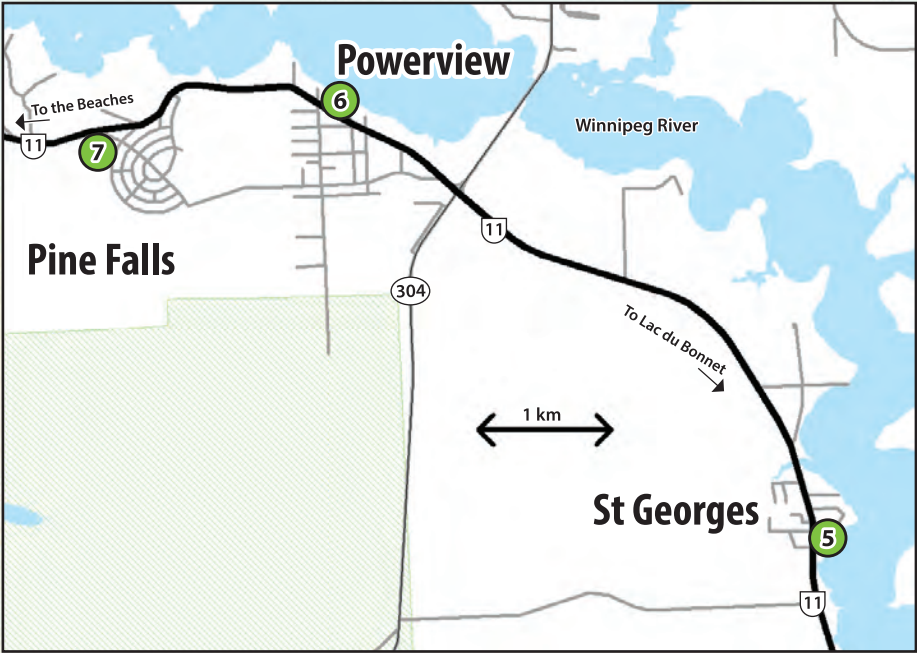 Powerview
6
To the Beaches
Winnipeg River
11
7
11
Pine Falls
304
To Lac du Bonnet
1 km
St Georges
5
11